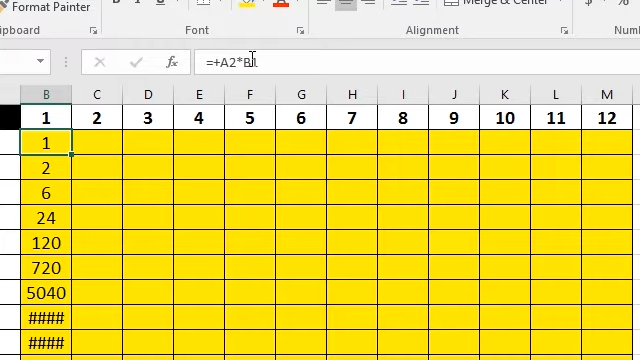 Format Painter
Merge & Center
$
%
Clipboard
Font
Alignment
fx
=+A2*B1
B C D E F G H I J K L M
1 2 3 4 5 6 7 8 9 10 11 12
1
2
6
24
120
720
5040
####
####